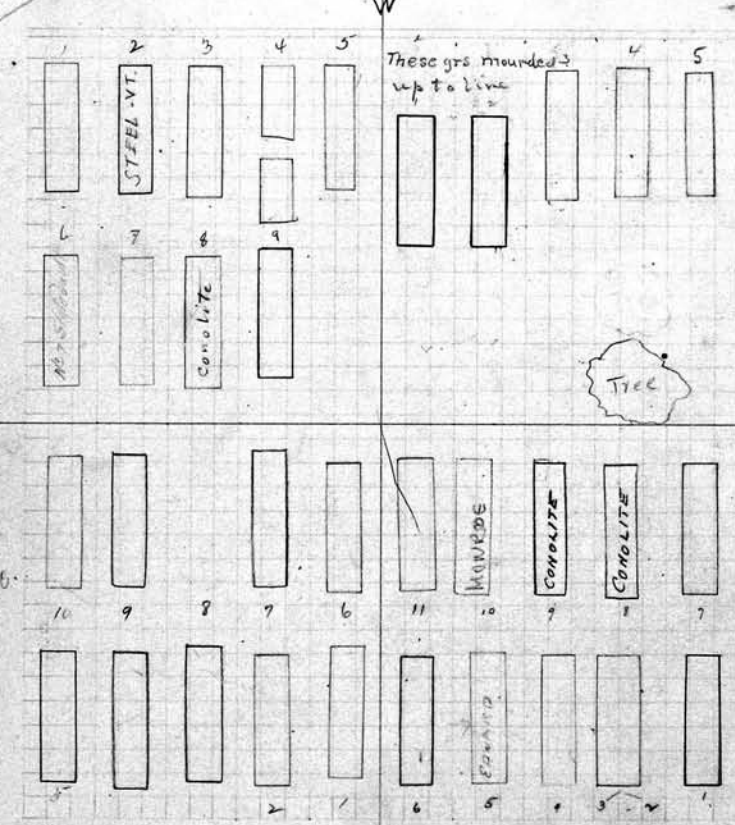 W
1 2 3 4 5
STEEL-VT.
These grs mounded
up to line
4 5
6 7 8 9
Conolite
Tree
MONROE
CONOLITE
CONOLITE
10 9 8 7 6
11 10 9 8 7
EDWARD
2 1
6 5 4 3 2 1